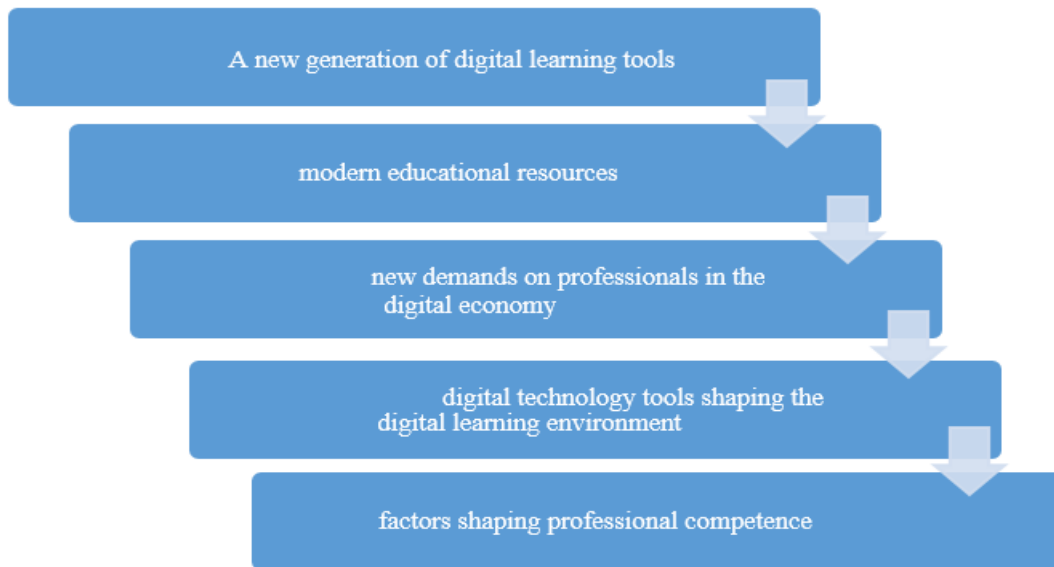 A new generation of digital learning tools
modern educational resources
new demands on professionals in the
digital economy
digital technology tools shaping the
digital learning environment
factors shaping professional competence